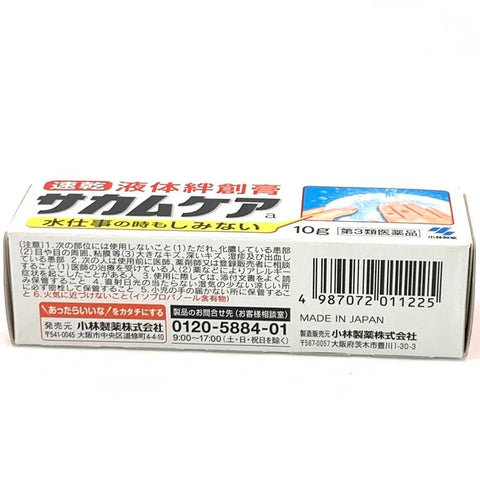 速乾 液体絆創膏
サカムケアa
水仕事の時もしみない
10g 第3類医薬品
小林製薬
(注意)1.次の部位には使用しないこと(1)ただれ、化膿している患部
(2)目や目の周囲、粘膜等(3)大きなキズ、深いキズ、湿疹及び出血し
ている患部 2.次の人は使用前に医師、薬剤師又は登録販売者に相談す
ること(1)医師の治療を受けている人(2)薬などによりアレルギー
症状を起こしたことがある人 3.使用に際しては、添付文書をよく読
み保管すること 4.直射日光の当たらない湿気の少ない涼しい所
に必ず密栓して保管すること 5.小児の手の届かない所に保管するこ
と 6.火気に近づけないこと(イソプロパノール含有物)
4 987072 011225
MADE IN JAPAN
製造販売元 小林製薬株式会社
〒567-0057 大阪府茨木市豊川1-30-3
"あったらいいな"をカタチにする
発売元 小林製薬株式会社
〒541-0045 大阪市中央区道修町4-4-10
製品のお問合せ先(お客様相談室)
0120-5884-01
9:00~17:00(土・日・祝日を除く)